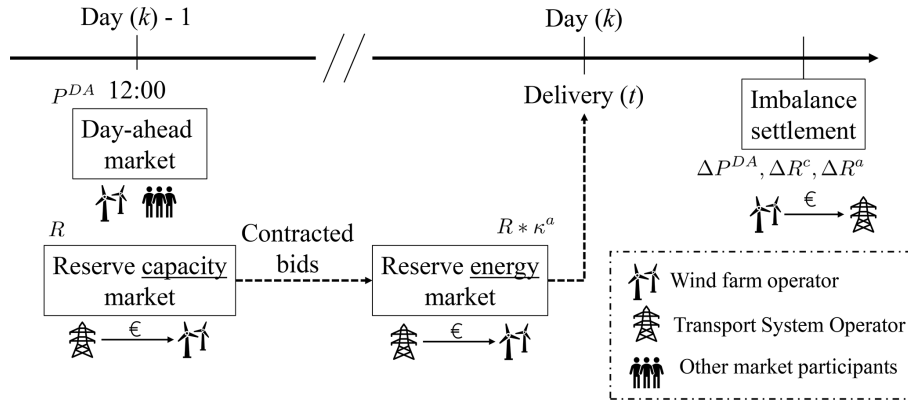 Day (k) - 1
Day (k)
P^{DA} 12:00
Day-ahead
market
Delivery (t)
Imbalance
settlement
ΔP^{DA}, ΔR^c, ΔR^a
€
R
Reserve capacity
market
€
Contracted
bids
R * κ^a
Reserve energy
market
€
Wind farm operator
Transport System Operator
Other market participants